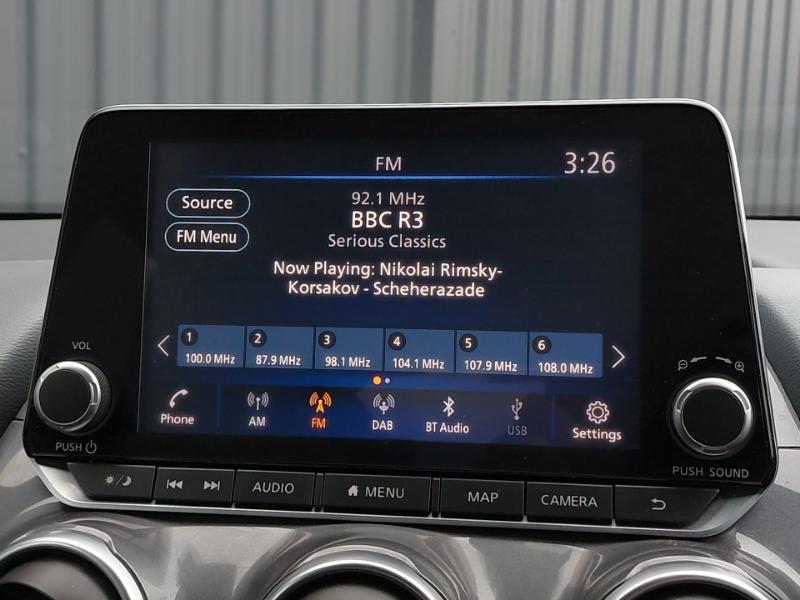 FM
3:26
Source
92.1 MHz
BBC R3
FM Menu
Serious Classics
Now Playing: Nikolai Rimsky-
Korsakov - Scheherazade
1 2 3 4 5 6
100.0 MHz 87.9 MHz 98.1 MHz 104.1 MHz 107.9 MHz 108.0 MHz
Phone AM FM DAB BT Audio USB Settings
VOL
PUSH
PUSH SOUND
AUDIO MENU MAP CAMERA